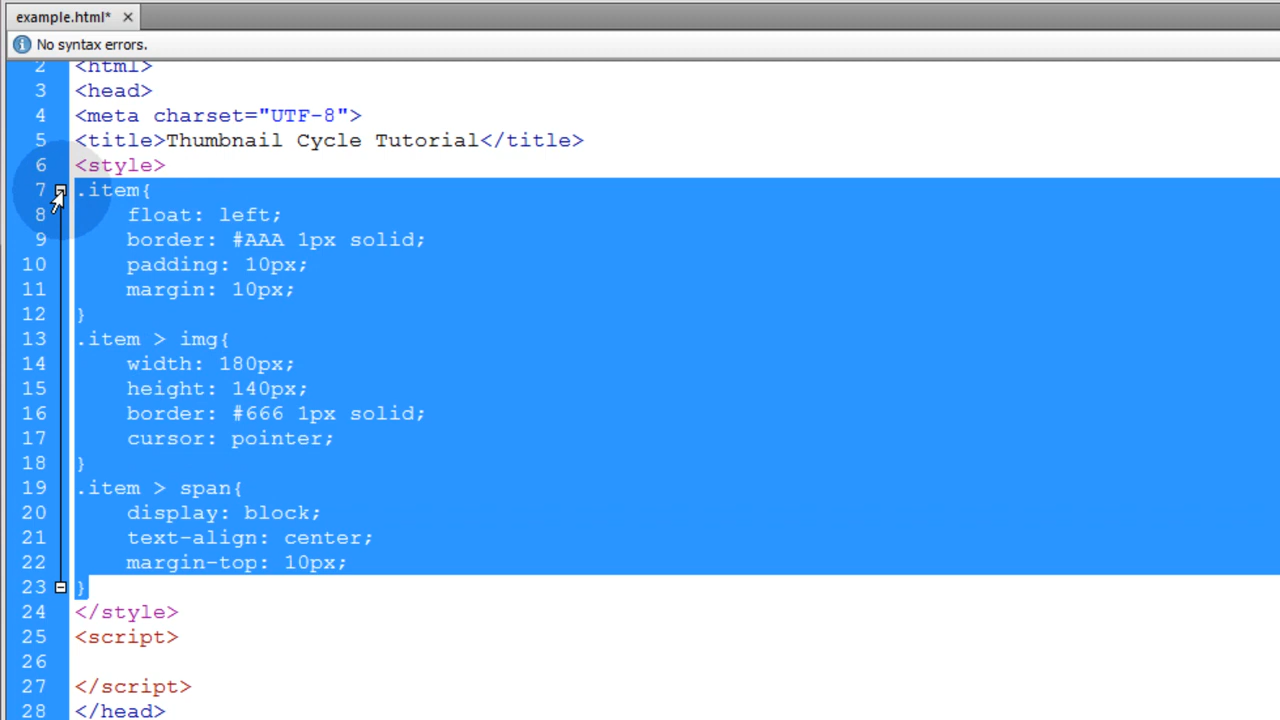 example.html* ×
No syntax errors.
2 <html>
3 <head>
4 <meta charset="UTF-8">
5 <title>Thumbnail Cycle Tutorial</title>
6 <style>
7 .item{
8 float: left;
9 border: #AAA 1px solid;
10 padding: 10px;
11 margin: 10px;
12 }
13 .item > img{
14 width: 180px;
15 height: 140px;
16 border: #666 1px solid;
17 cursor: pointer;
18 }
19 .item > span{
20 display: block;
21 text-align: center;
22 margin-top: 10px;
23 }
24 </style>
25 <script>
26
27 </script>
28 </head>